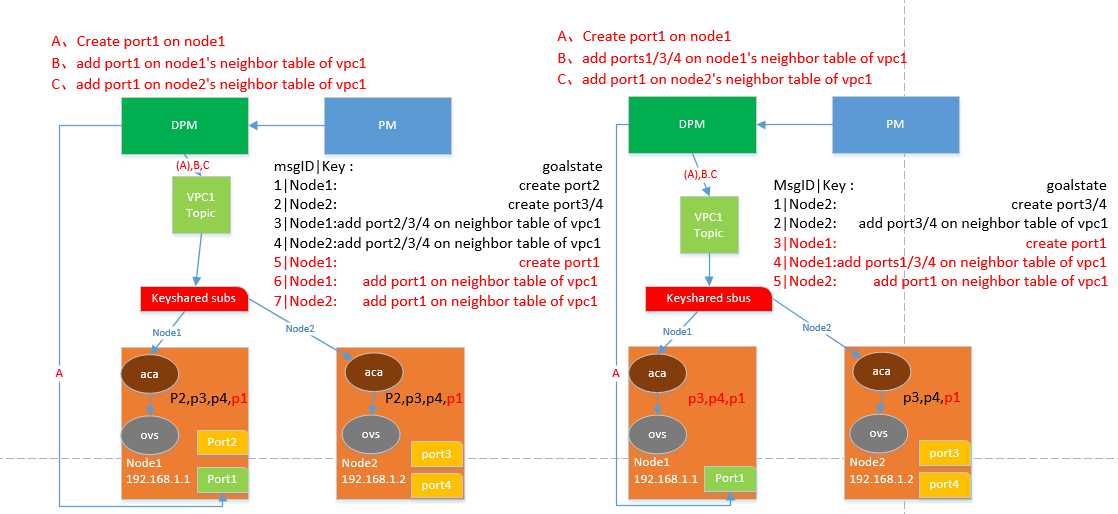 A、Create port1 on node1
B、add port1 on node1's neighbor table of vpc1
C、add port1 on node2's neighbor table of vpc1
DPM
PM
(A),B,C
VPC1
Topic
msgID|Key : goalstate
1|Node1: create port2
2|Node2: create port3/4
3|Node1:add port2/3/4 on neighbor table of vpc1
4|Node2:add port2/3/4 on neighbor table of vpc1
5|Node1: create port1
6|Node1: add port1 on neighbor table of vpc1
7|Node2: add port1 on neighbor table of vpc1
Keyshared subs
Node1
Node2
A
aca
P2,p3,p4,p1
ovs
Port2
Node1
192.168.1.1
Port1
aca
P2,p3,p4,p1
ovs
port3
Node2
192.168.1.2
port4
A、Create port1 on node1
B、add ports1/3/4 on node1's neighbor table of vpc1
C、add port1 on node2's neighbor table of vpc1
DPM
PM
(A),B.C
VPC1
Topic
MsgID|Key : goalstate
1|Node2: create port3/4
2|Node2: add port3/4 on neighbor table of vpc1
3|Node1: create port1
4|Node1:add ports1/3/4 on neighbor table of vpc1
5|Node2: add port1 on neighbor table of vpc1
Keyshared sbus
Node1
Node2
A
aca
p3,p4,p1
ovs
Node1
192.168.1.1
Port1
aca
p3,p4,p1
ovs
port3
Node2
192.168.1.2
port4